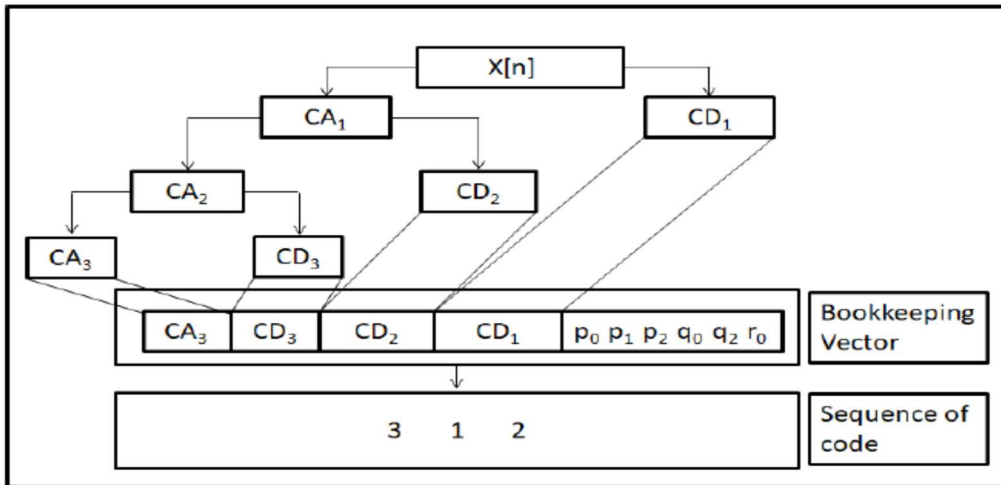 X[n]
CA₁ CD₁
CA₂ CD₂
CA₃ CD₃
CA₃ CD₃ CD₂ CD₁ p₀ p₁ p₂ q₀ q₂ r₀
Bookkeeping
Vector
3 1 2
Sequence of
code